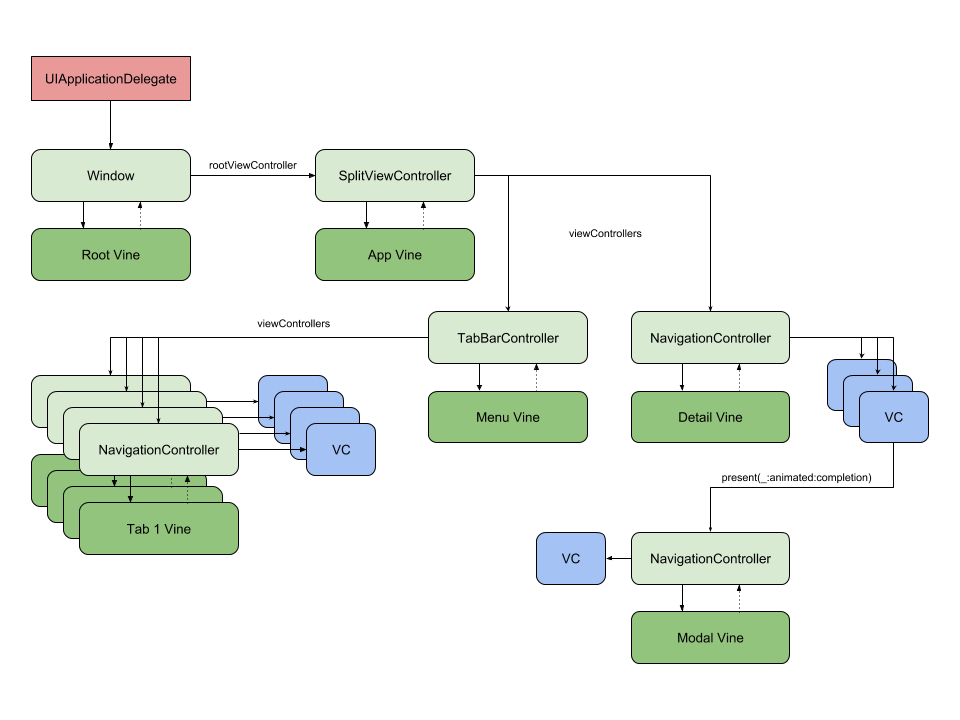 UIApplicationDelegate
Window
rootViewController
SplitViewController
Root Vine
App Vine
viewControllers
viewControllers
TabBarController
NavigationController
Menu Vine
Detail Vine
VC
NavigationController
VC
present(_:animated:completion)
Tab 1 Vine
VC
NavigationController
Modal Vine